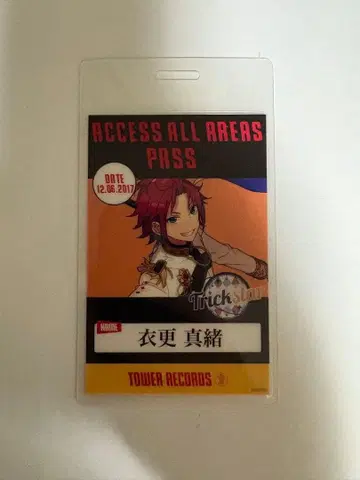 ACCESS ALL AREAS
PASS
DATE
12.06.2017
Trickstar
NAME
衣更 真緒
TOWER RECORDS